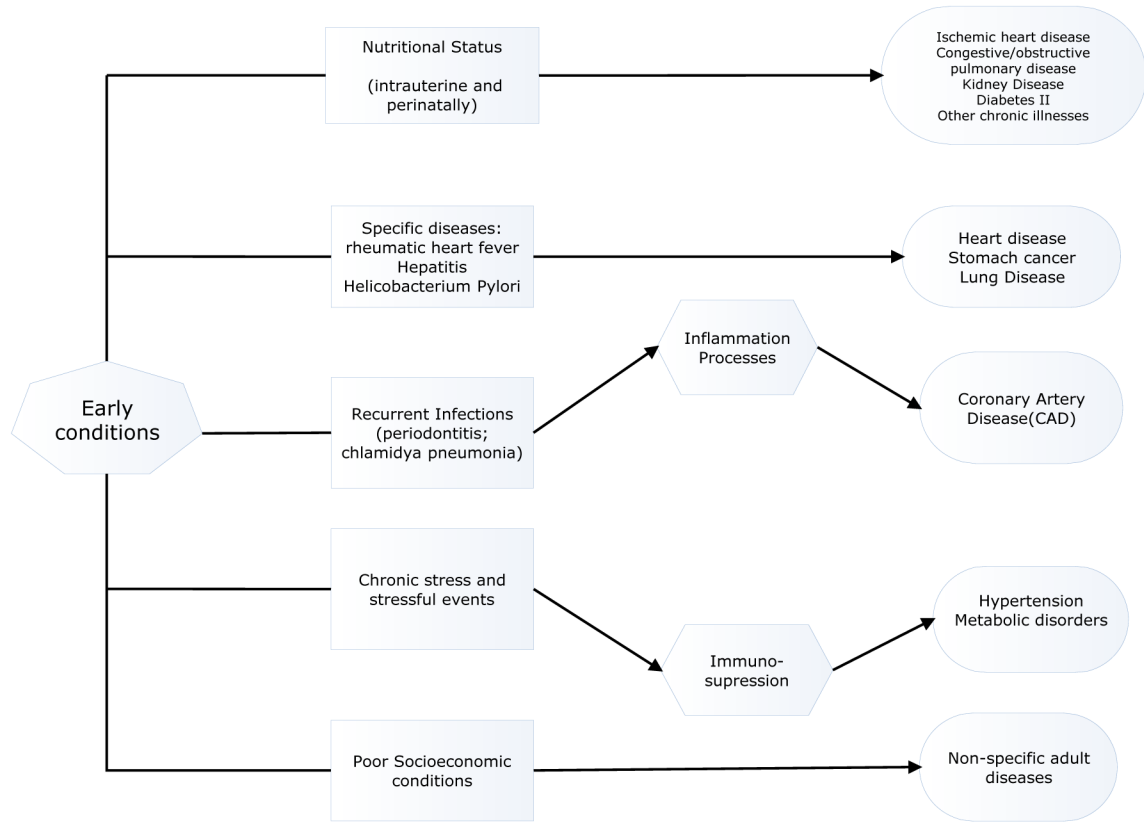 Nutritional Status
(intrauterine and
perinatally)
Ischemic heart disease
Congestive/obstructive
pulmonary disease
Kidney Disease
Diabetes II
Other chronic illnesses
Specific diseases:
rheumatic heart fever
Hepatitis
Helicobacterium Pylori
Heart disease
Stomach cancer
Lung Disease
Early
conditions
Recurrent Infections
(periodontitis;
chlamidya pneumonia)
Inflammation
Processes
Coronary Artery
Disease(CAD)
Chronic stress and
stressful events
Immuno-
supression
Hypertension
Metabolic disorders
Poor Socioeconomic
conditions
Non-specific adult
diseases